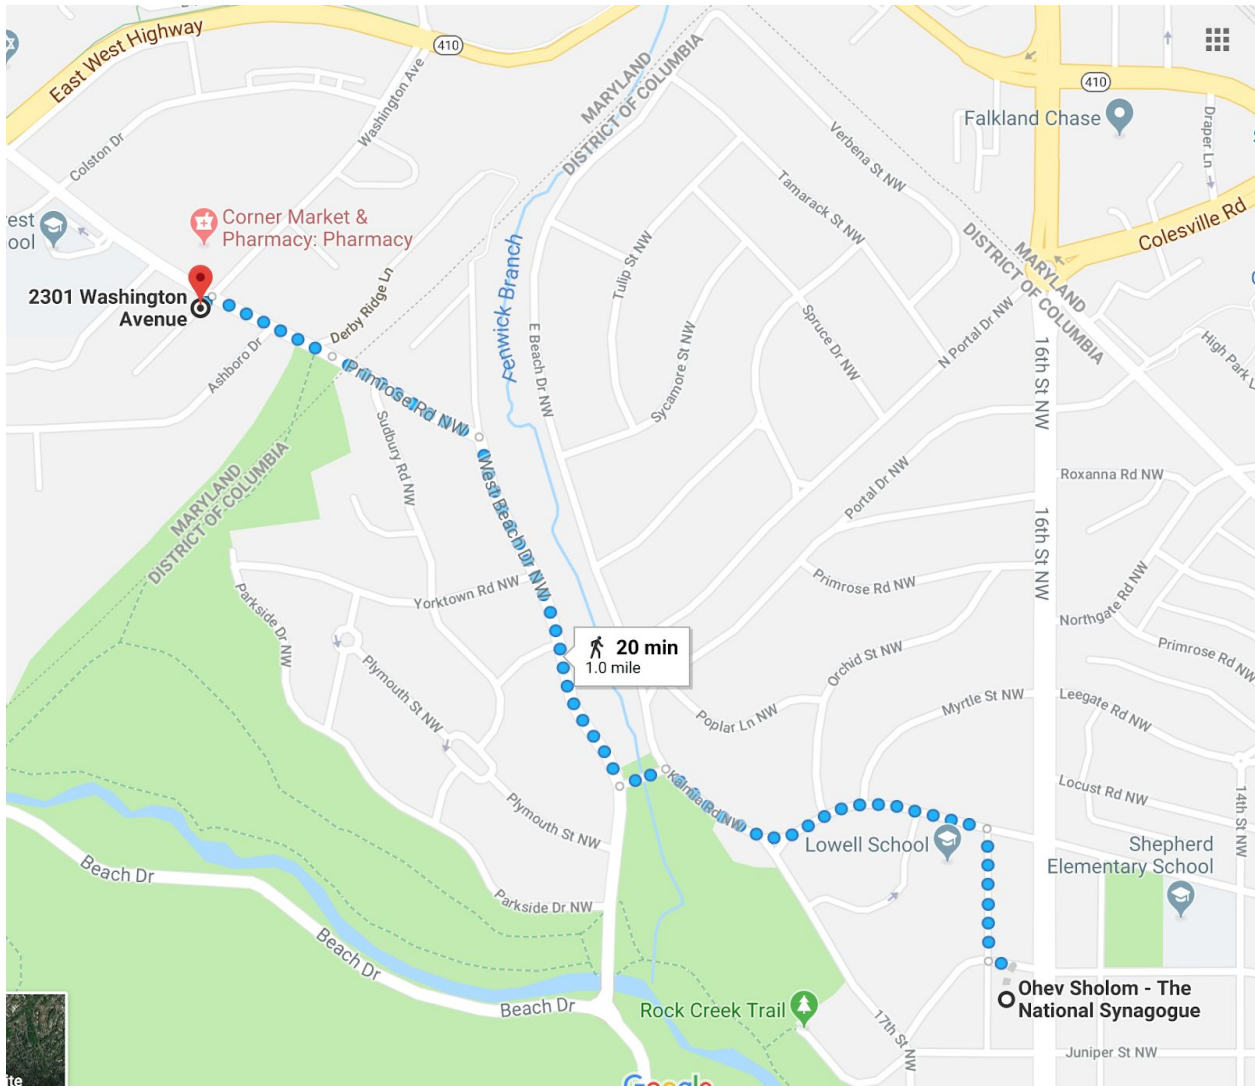 East West Highway
410
MARYLAND
DISTRICT OF COLUMBIA
410
Falkland Chase
Draper Ln
Washington Ave
Colston Dr
Verbena St NW
Tamarack St NW
Colesville Rd
Corner Market &
Pharmacy: Pharmacy
Tulip St NW
MARYLAND
DISTRICT OF COLUMBIA
Fenwick Branch
2301 Washington
Avenue
Derby Ridge Ln
Spruce Dr NW
N Portal Dr NW
Ashboro Dr
E Beach Dr NW
Sycamore St NW
16th St NW
High Park L
Primrose Rd NW
Sudbury Rd NW
MARYLAND
DISTRICT OF COLUMBIA
West Beach Dr NW
Portal Dr NW
Roxanna Rd NW
16th St NW
Yorktown Rd NW
Primrose Rd NW
Northgate Rd NW
Parkside Dr NW
20 min
1.0 mile
Orchid St NW
Primrose Rd NW
Plymouth St NW
Poplar Ln NW
Myrtle St NW
Leegate Rd NW
Kalmia Rd NW
Locust Rd NW
14th St NW
Plymouth St NW
Lowell School
Shepherd
Elementary School
Beach Dr
Parkside Dr NW
Beach Dr
Beach Dr
Rock Creek Trail
Ohev Sholom - The
National Synagogue
17th St NW
Juniper St NW
Google